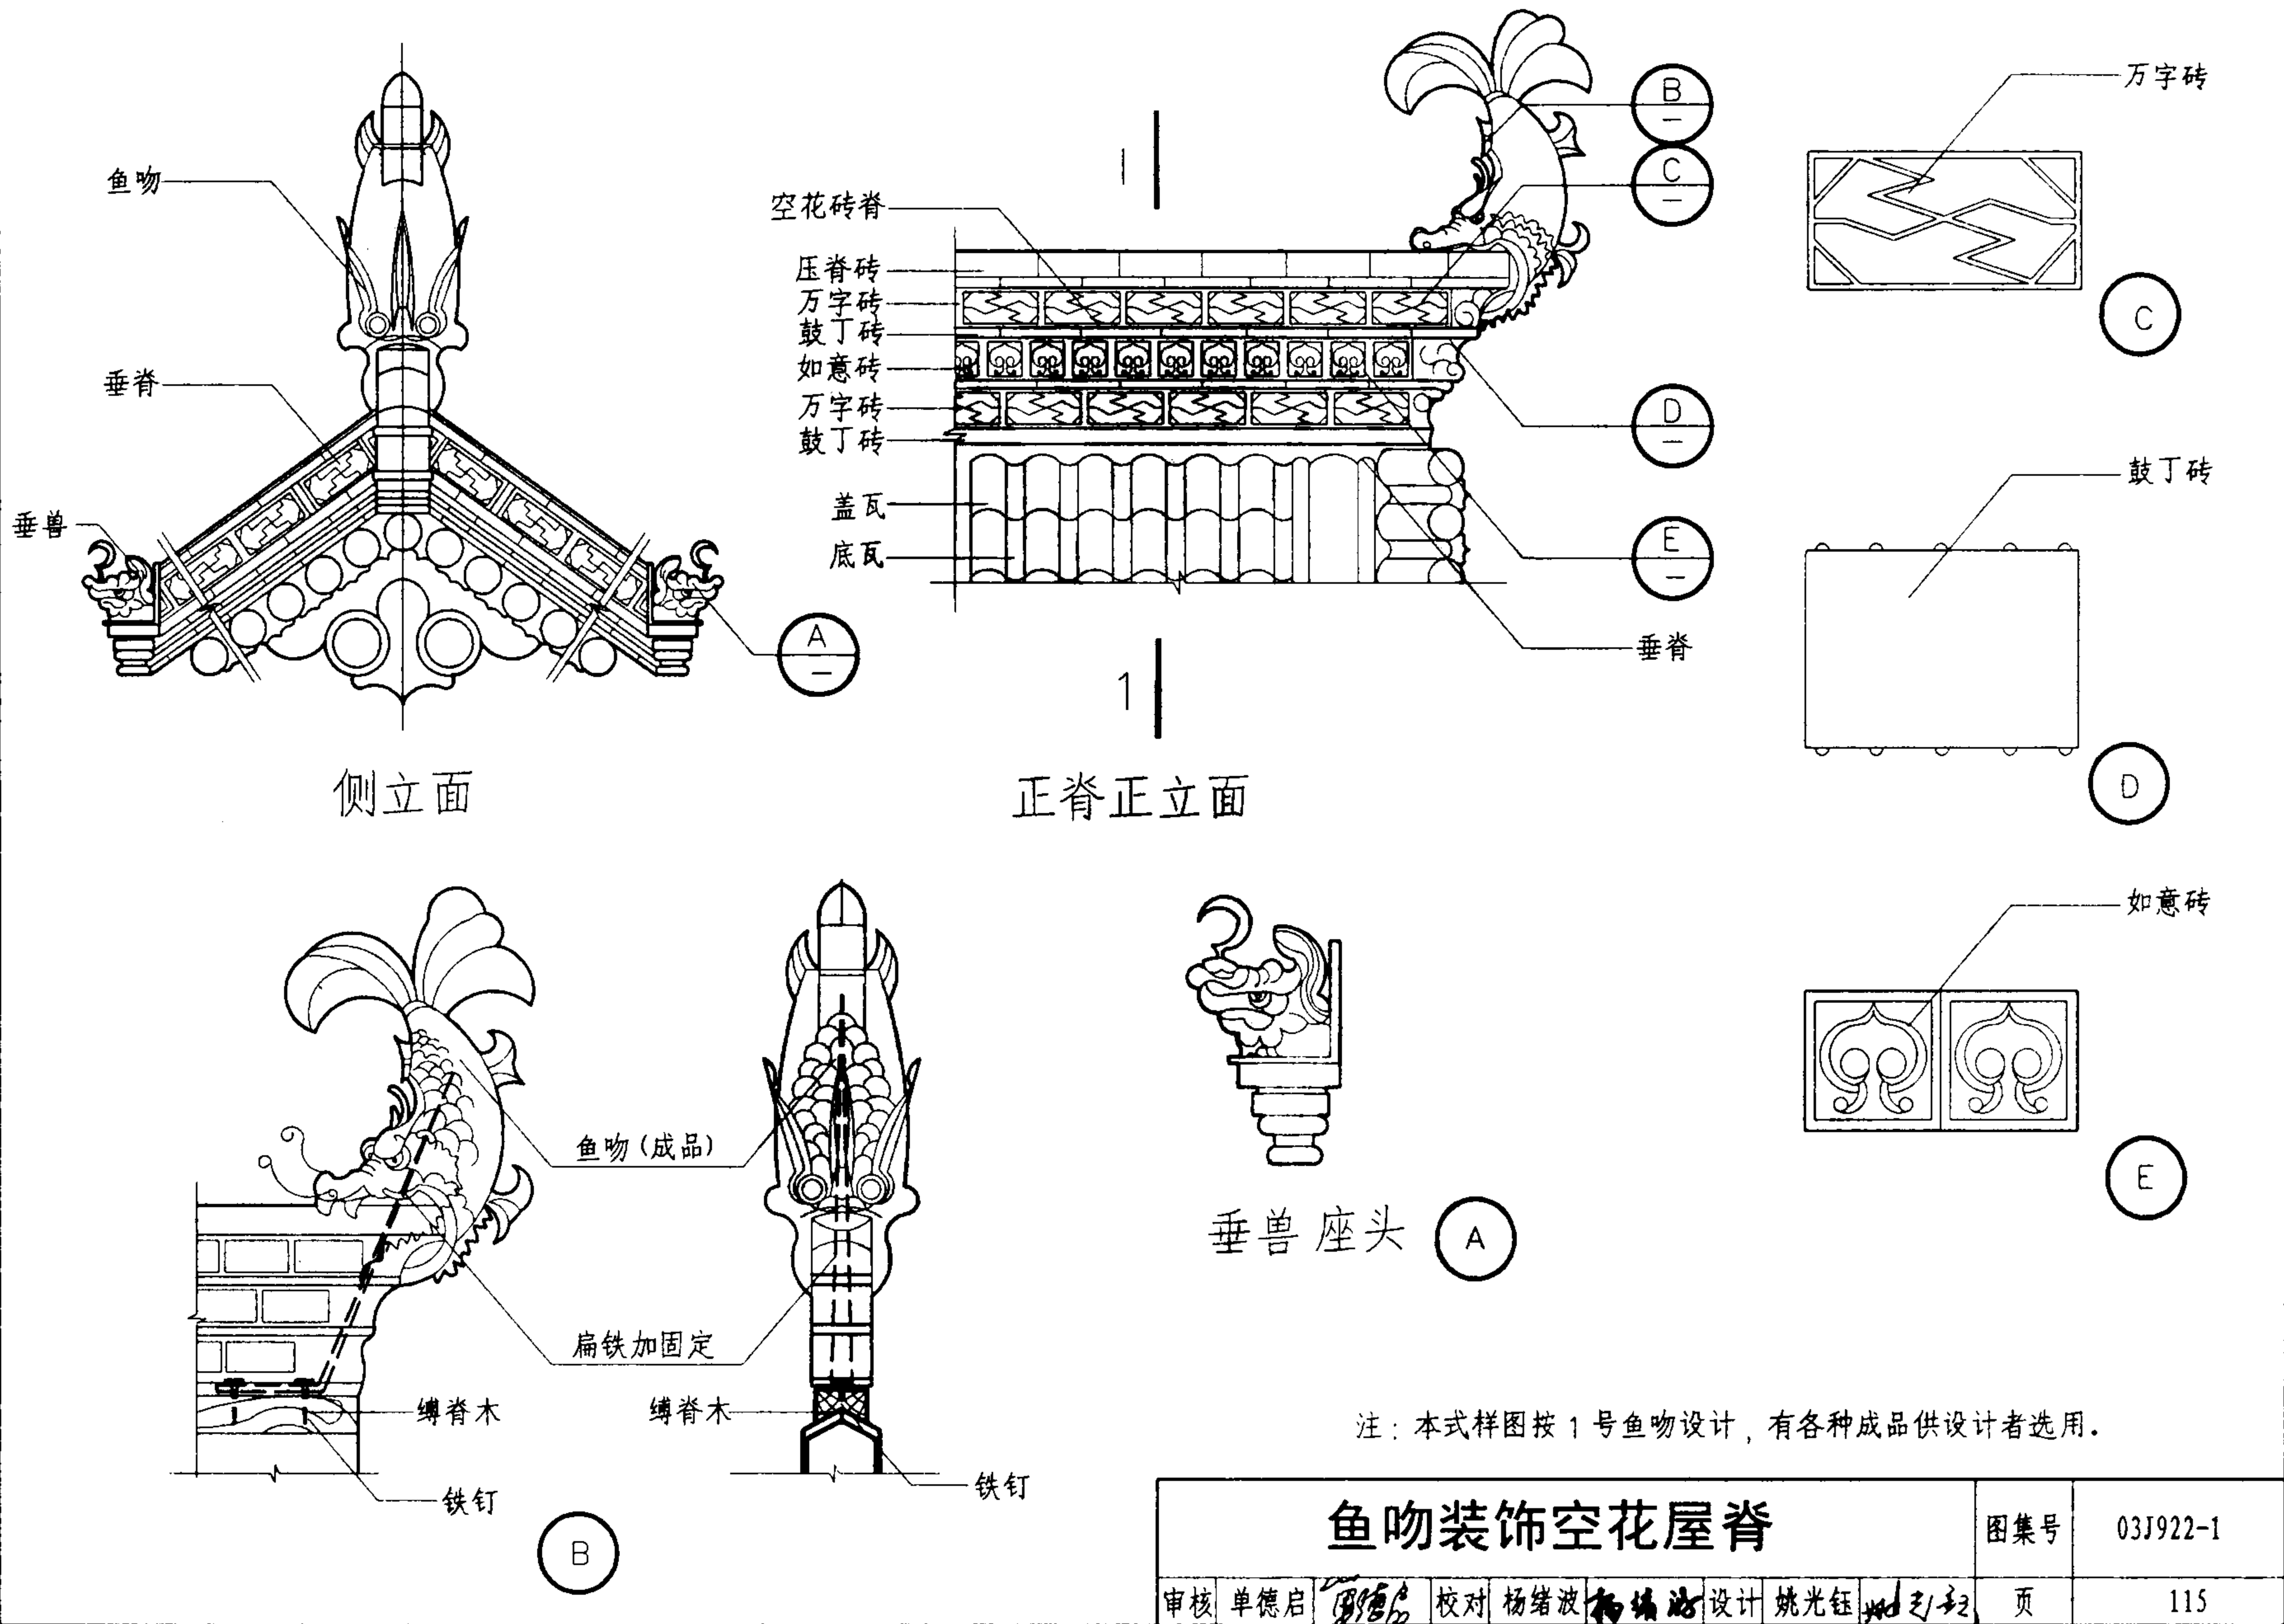 鱼吻
垂脊
垂兽
A
—
侧立面
1
空花砖脊
压脊砖
万字砖
鼓丁砖
如意砖
万字砖
鼓丁砖
盖瓦
底瓦
B
—
C
—
D
—
E
—
垂脊
1
正脊正立面
万字砖
C
鼓丁砖
D
如意砖
E
鱼吻(成品)
扁铁加固定
缚脊木
缚脊木
铁钉
铁钉
B
垂兽座头 A
注：本式样图按1号鱼吻设计，有各种成品供设计者选用。
鱼吻装饰空花屋脊
图集号 03J922-1
审核 单德启 校对 杨绪波 设计 姚光钰 页 115